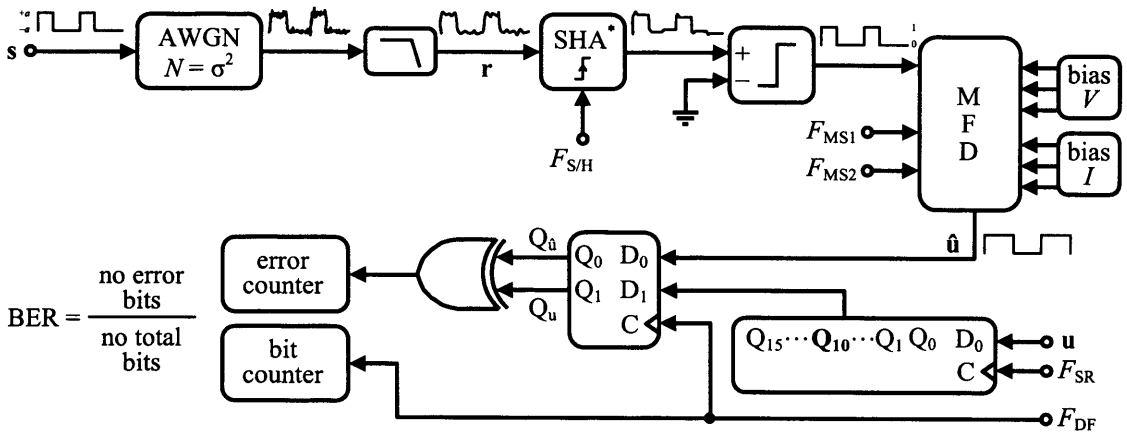 +a
-a
s
AWGN
N = σ²
r
SHA*
F_S/H
+
−
1
0
M
F
D
bias
V
bias
I
F_MS1
F_MS2
û
BER =
no error
bits
no total
bits
error
counter
bit
counter
Q_û
Q_u
Q₀ D₀
Q₁ D₁
C
Q₁₅ ··· Q₁₀ ··· Q₁ Q₀ D₀
C
u
F_SR
F_DF